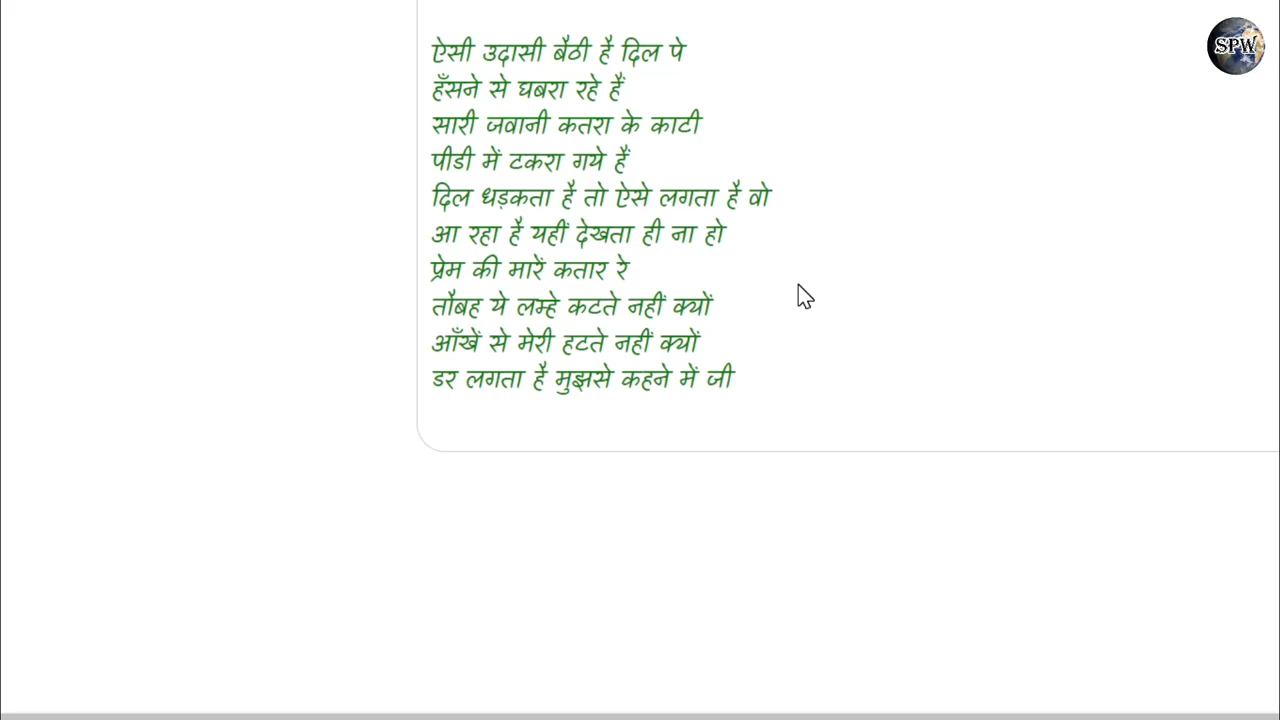 SPW
ऐसी उदासी बैठी है दिल पे
हँसने से घबरा रहे हैं
सारी जवानी कतरा के काटी
पीडी में टकरा गये हैं
दिल धड़कता है तो ऐसे लगता है वो
आ रहा है यहीं देखता ही ना हो
प्रेम की मारें कतार रे
तौबह ये लम्हे कटते नहीं क्यों
आँखें से मेरी हटते नहीं क्यों
डर लगता है मुझसे कहने में जी